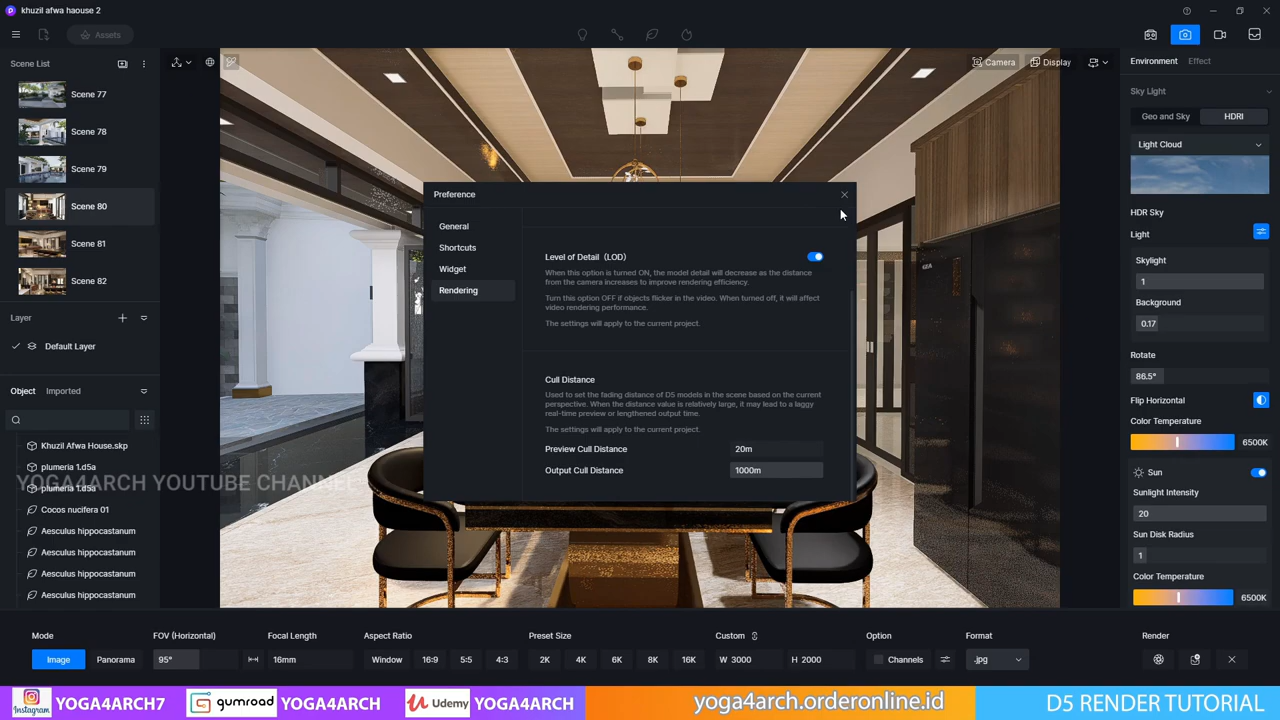 khuzil afwa haouse 2
Assets
Scene List
Scene 77
Scene 78
Scene 79
Scene 80
Scene 81
Scene 82
Layer
Default Layer
Object Imported
Khuzil Afwa House.skp
plumeria 1.d5a
plumeria 1.d5a
Cocos nucifera 01
Aesculus hippocastanum
Aesculus hippocastanum
Aesculus hippocastanum
Aesculus hippocastanum
YOGA4ARCH YOUTUBE CHANNEL
Camera
Display
Preference
General
Shortcuts
Widget
Rendering
Level of Detail (LOD)
When this option is turned ON, the model detail will decrease as the distance
from the camera increases to improve rendering efficiency.
Turn this option OFF if objects flicker in the video. When turned off, it will affect
video rendering performance.
The settings will apply to the current project.
Cull Distance
Used to set the fading distance of D5 models in the scene based on the current
perspective. When the distance value is relatively large, it may lead to a laggy
real-time preview or lengthened output time.
The settings will apply to the current project.
Preview Cull Distance 20m
Output Cull Distance 1000m
Environment Effect
Sky Light
Geo and Sky HDRI
Light Cloud
HDR Sky
Light
Skylight
1
Background
0.17
Rotate
86.5°
Flip Horizontal
Color Temperature
6500K
Sun
Sunlight Intensity
20
Sun Disk Radius
1
Color Temperature
6500K
Mode FOV (Horizontal) Focal Length Aspect Ratio Preset Size Custom Option Format Render
Image Panorama 95° 16mm Window 16:9 5:5 4:3 2K 4K 6K 8K 16K W 3000 H 2000 Channels .jpg
Instagram YOGA4ARCH7 gumroad YOGA4ARCH Udemy YOGA4ARCH yoga4arch.orderonline.id D5 RENDER TUTORIAL